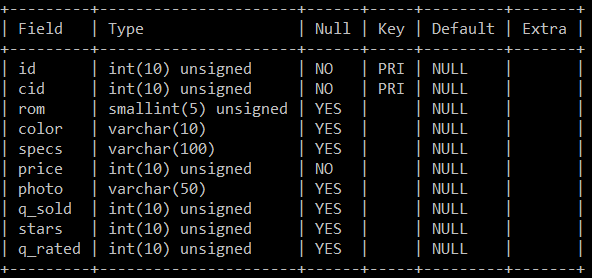 +---------+----------------------+------+-----+---------+-------+
| Field   | Type                 | Null | Key | Default | Extra |
+---------+----------------------+------+-----+---------+-------+
| id      | int(10) unsigned     | NO   | PRI | NULL    |       |
| cid     | int(10) unsigned     | NO   | PRI | NULL    |       |
| rom     | smallint(5) unsigned | YES  |     | NULL    |       |
| color   | varchar(10)          | YES  |     | NULL    |       |
| specs   | varchar(100)         | YES  |     | NULL    |       |
| price   | int(10) unsigned     | NO   |     | NULL    |       |
| photo   | varchar(50)          | YES  |     | NULL    |       |
| q_sold  | int(10) unsigned     | YES  |     | NULL    |       |
| stars   | int(10) unsigned     | YES  |     | NULL    |       |
| q_rated | int(10) unsigned     | YES  |     | NULL    |       |
+---------+----------------------+------+-----+---------+-------+